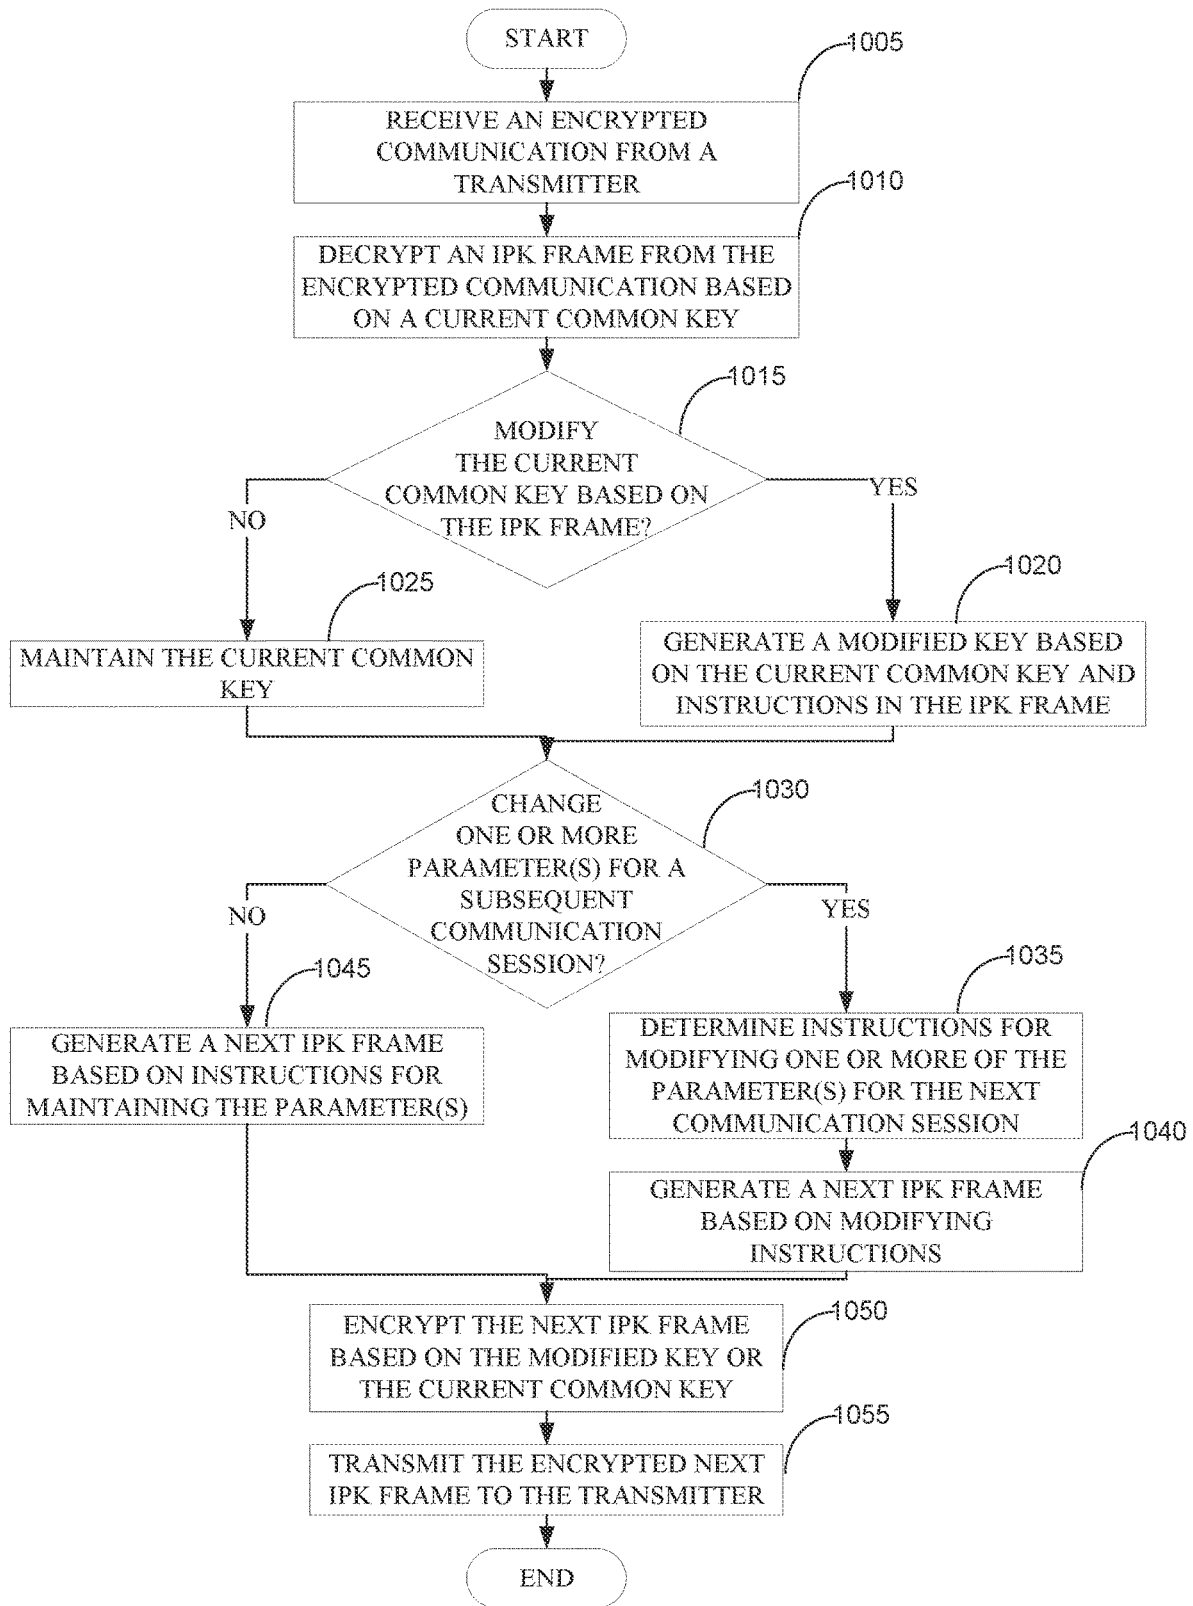 START
1005
RECEIVE AN ENCRYPTED
COMMUNICATION FROM A
TRANSMITTER
1010
DECRYPT AN IPK FRAME FROM THE
ENCRYPTED COMMUNICATION BASED
ON A CURRENT COMMON KEY
1015
MODIFY
THE CURRENT
COMMON KEY BASED ON
THE IPK FRAME?
NO
YES
1025
MAINTAIN THE CURRENT COMMON
KEY
1020
GENERATE A MODIFIED KEY BASED
ON THE CURRENT COMMON KEY AND
INSTRUCTIONS IN THE IPK FRAME
1030
CHANGE
ONE OR MORE
PARAMETER(S) FOR A
SUBSEQUENT
COMMUNICATION
SESSION?
NO
YES
1045
GENERATE A NEXT IPK FRAME
BASED ON INSTRUCTIONS FOR
MAINTAINING THE PARAMETER(S)
1035
DETERMINE INSTRUCTIONS FOR
MODIFYING ONE OR MORE OF THE
PARAMETER(S) FOR THE NEXT
COMMUNICATION SESSION
1040
GENERATE A NEXT IPK FRAME
BASED ON MODIFYING
INSTRUCTIONS
1050
ENCRYPT THE NEXT IPK FRAME
BASED ON THE MODIFIED KEY OR
THE CURRENT COMMON KEY
1055
TRANSMIT THE ENCRYPTED NEXT
IPK FRAME TO THE TRANSMITTER
END